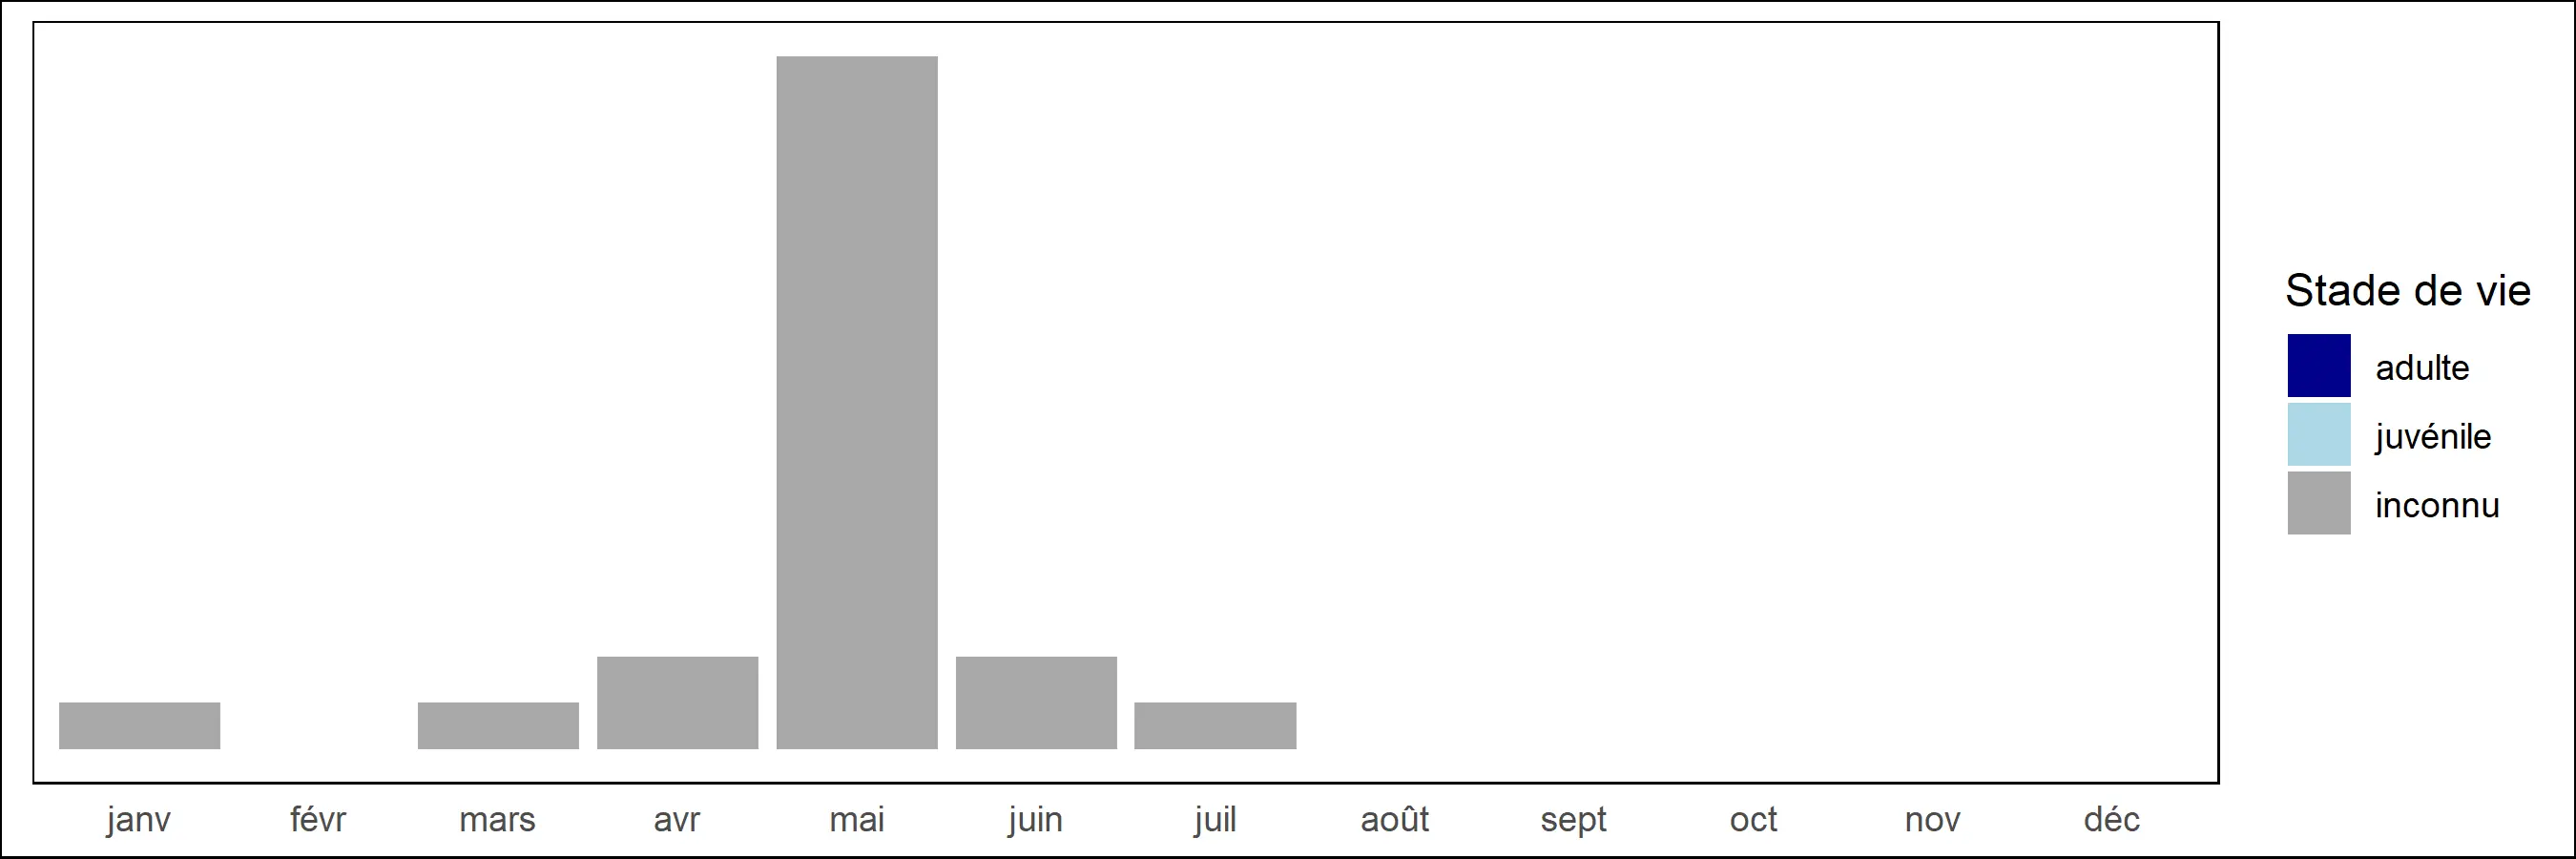 Stade de vie
adulte
juvénile
inconnu
janv févr mars avr mai juin juil août sept oct nov déc